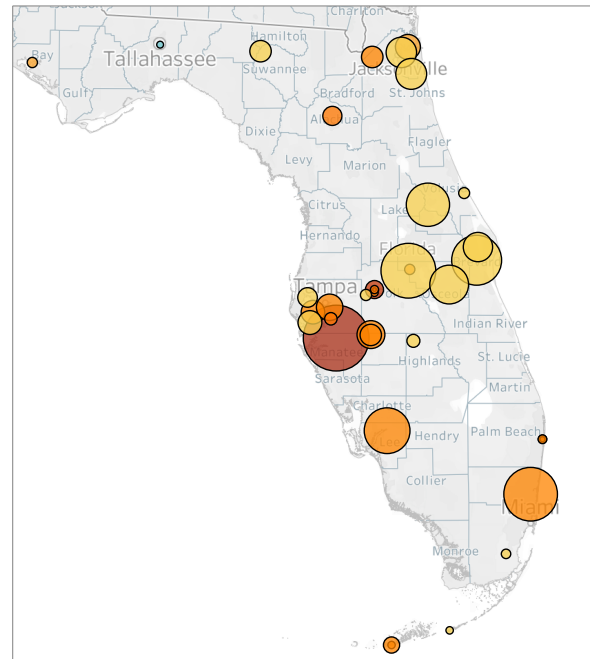 Charlton
Hamilton
Bay
Tallahassee
Suwannee
Jacksonville
Gulf
Bradford
St. Johns
Dixie
Flagler
Levy
Marion
Citrus
Lake
Hernando
Florida
Tampa
Indian River
Manatee
Highlands
St. Lucie
Sarasota
Martin
Charlotte
Lee
Hendry
Palm Beach
Collier
Miami
Monroe